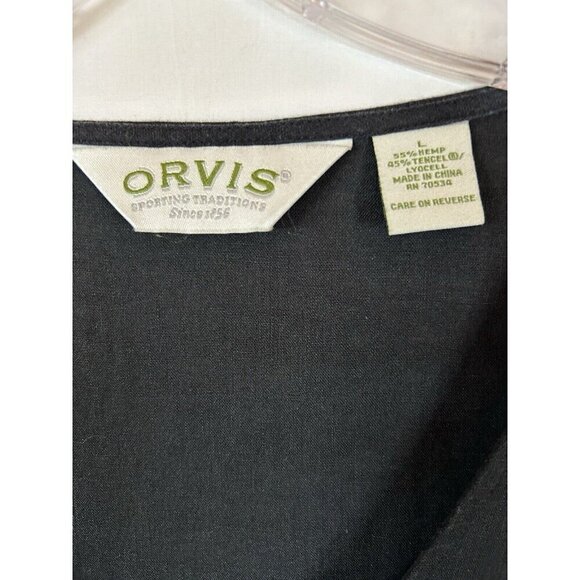 ORVIS®
SPORTING TRADITIONS
Since 1856
L
55% HEMP
45% TENCEL®/
LYOCELL
MADE IN CHINA
RN 70534
CARE ON REVERSE